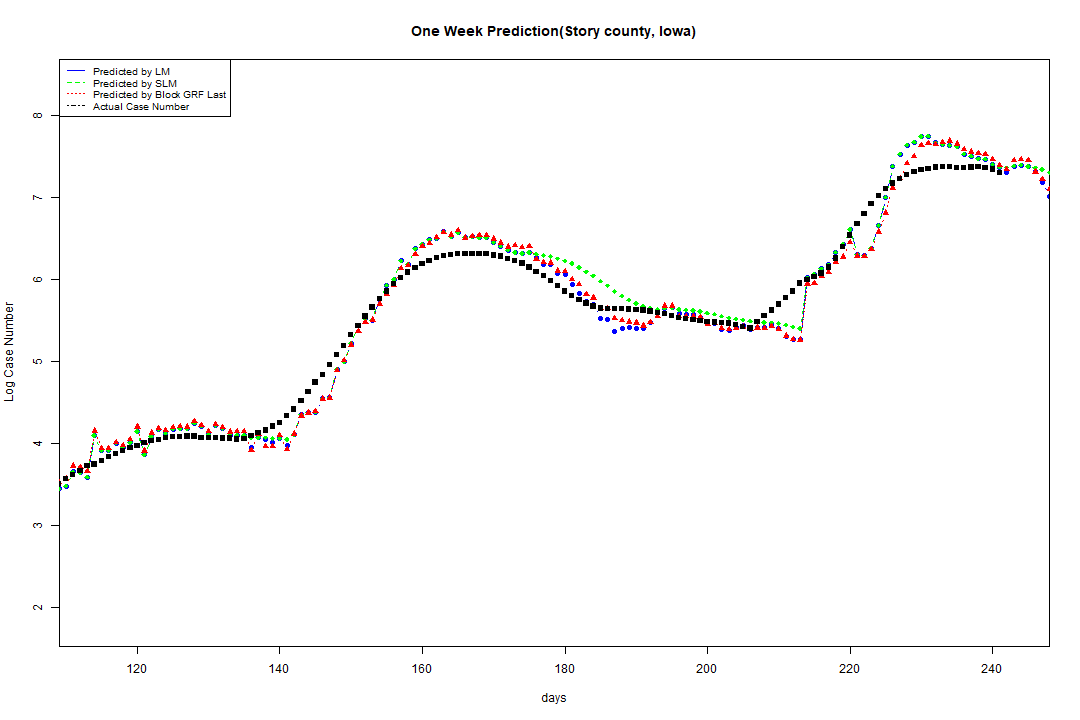 One Week Prediction(Story county, Iowa)
Predicted by LM
Predicted by SLM
Predicted by Block GRF Last
Actual Case Number
8
7
6
5
4
3
2
Log Case Number
120 140 160 180 200 220 240
days